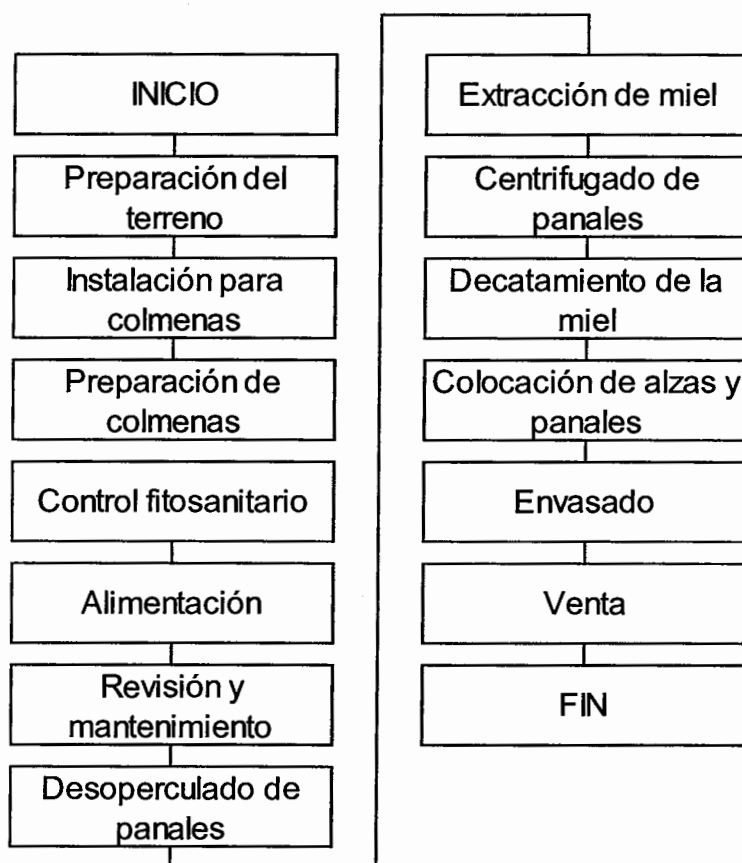 INICIO
Preparación del
terreno
Instalación para
colmenas
Preparación de
colmenas
Control fitosanitario
Alimentación
Revisión y
mantenimiento
Desoperculado de
panales
Extracción de miel
Centrifugado de
panales
Decatamiento de la
miel
Colocación de alzas y
panales
Envasado
Venta
FIN